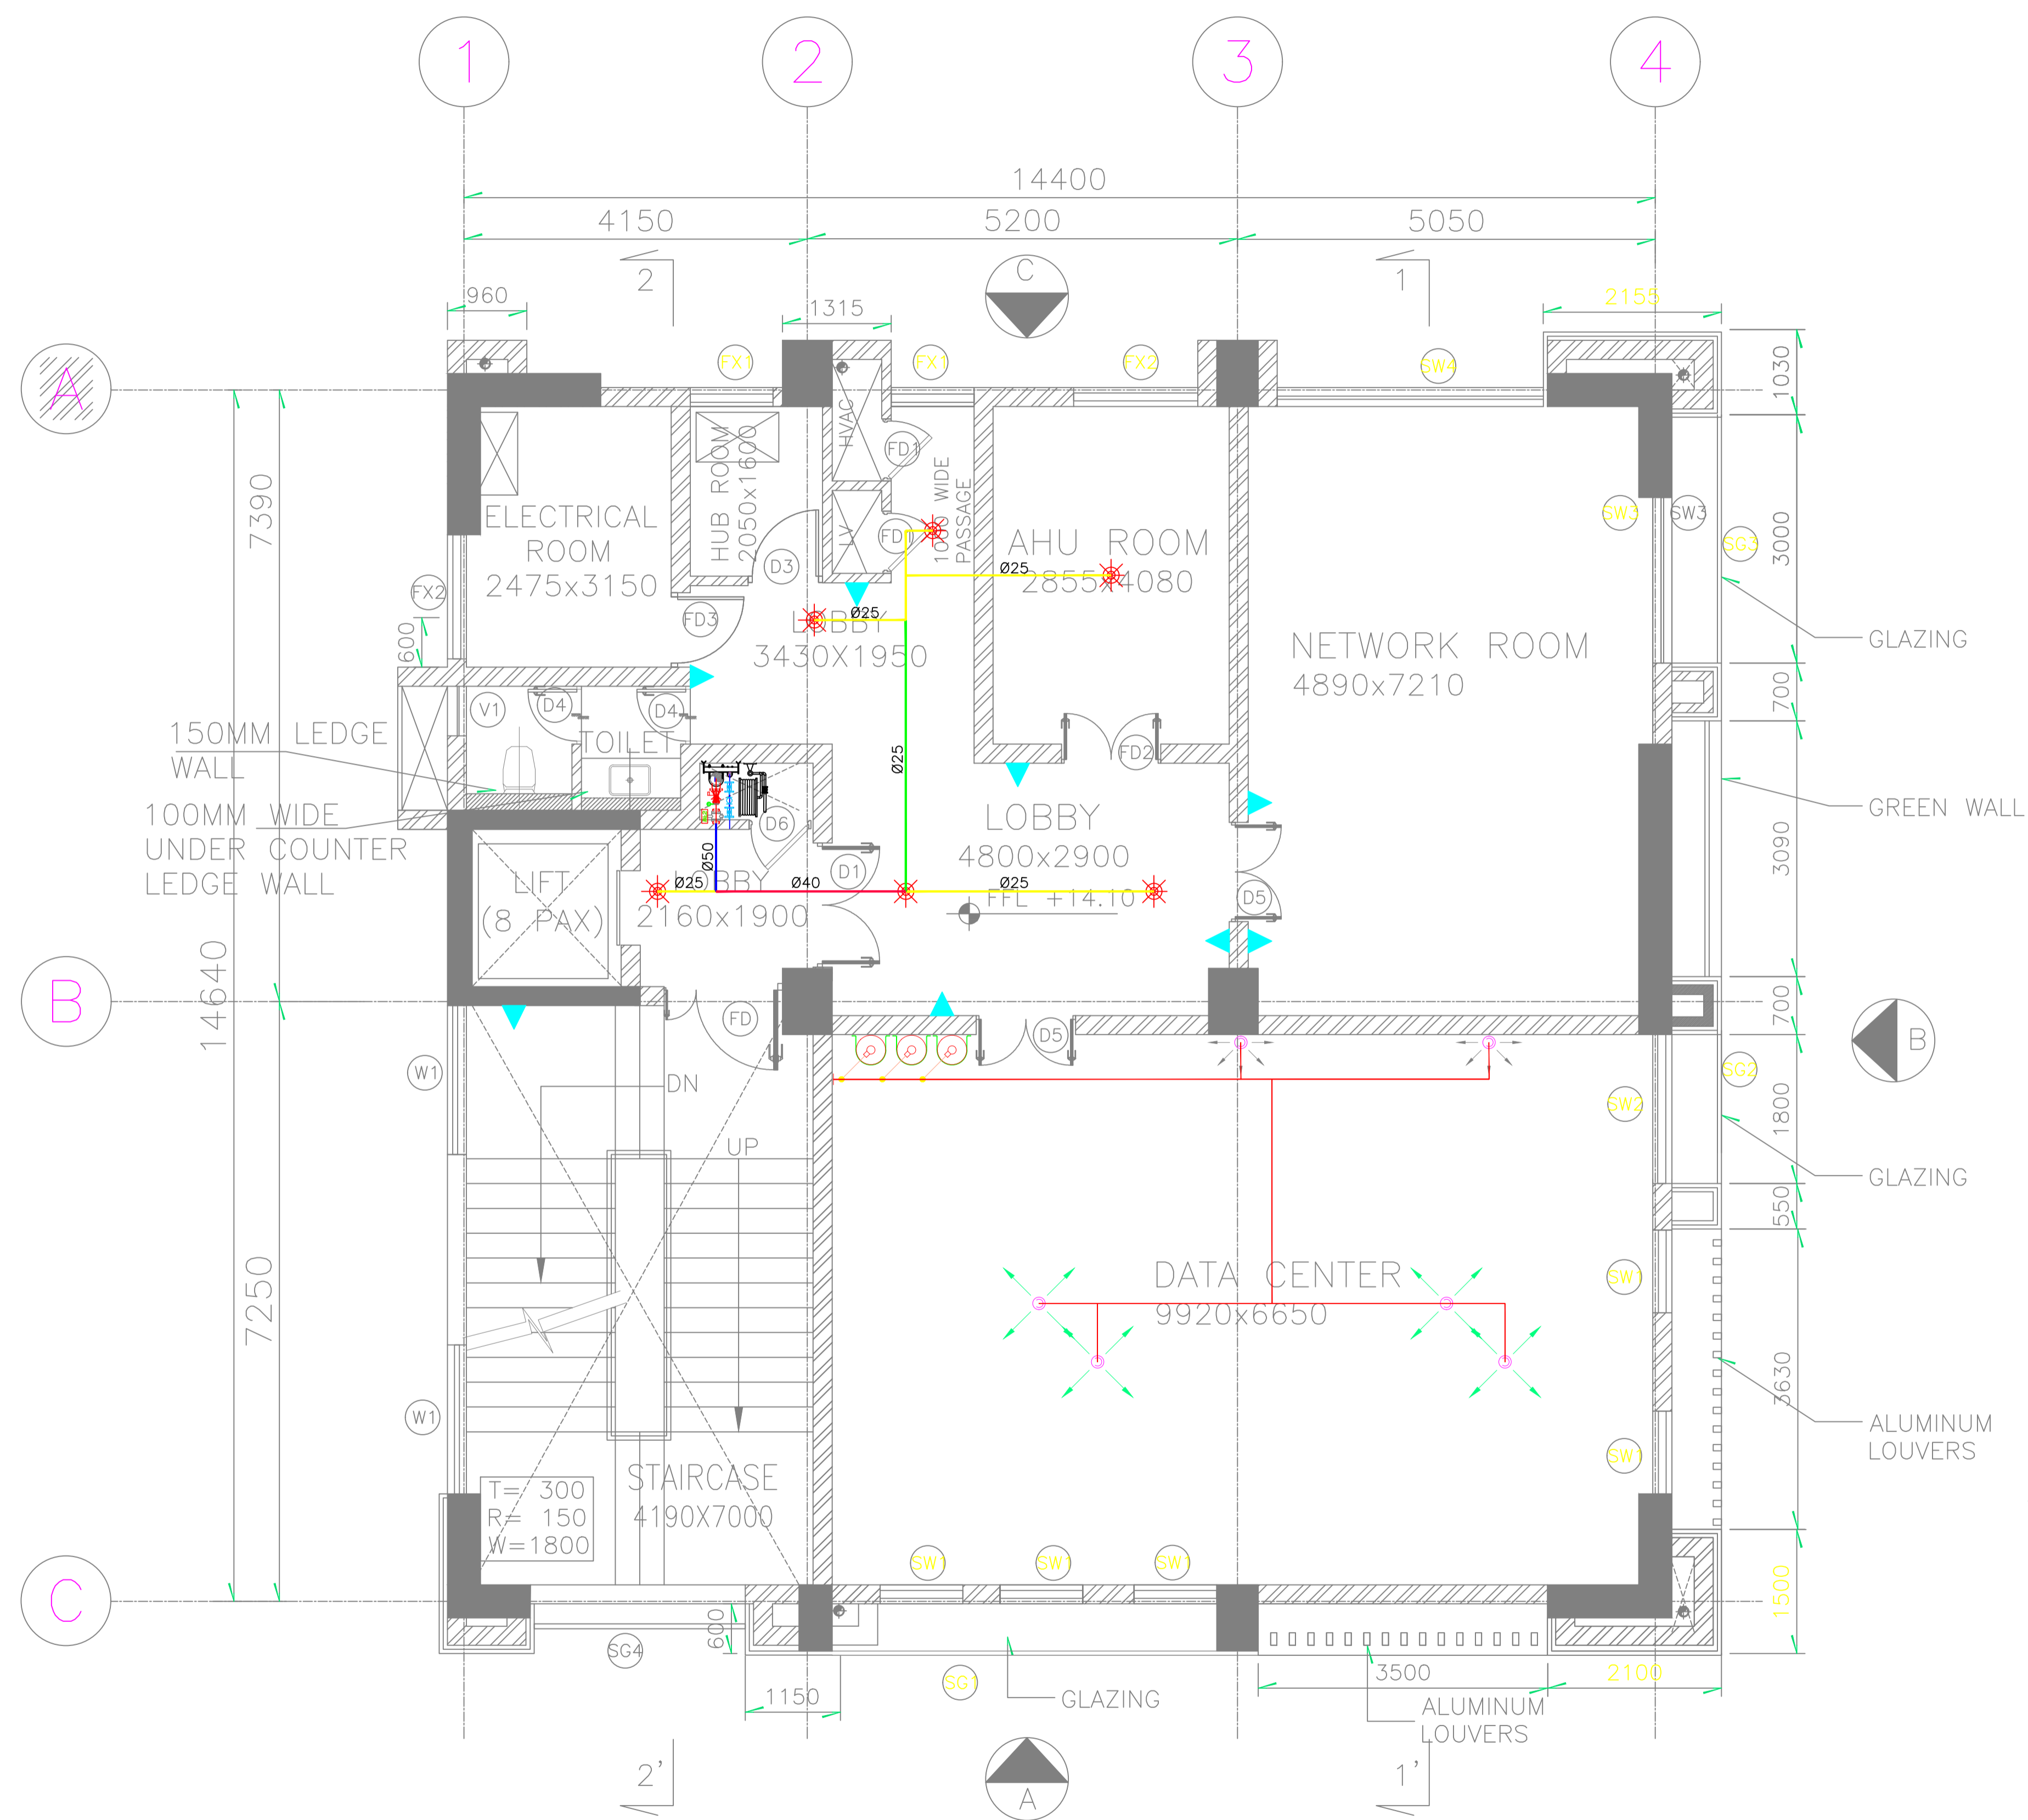 1
2
3
4
14400
4150
5200
5050
2
C
1
960
1315
2155
FX1
FX1
FX2
SW4
A
1030
HVAC
FD1
HUB ROOM
2050x1600
1000 WIDE
PASSAGE
7390
ELECTRICAL
ROOM
2475x3150
LV
AHU ROOM
2855x4080
Ø25
SW3
SW3
SG3
3000
D3
FX2
600
FD3
LOBBY
3430X1950
Ø25
NETWORK ROOM
4890x7210
GLAZING
V1
D4
D4
700
150MM LEDGE
WALL
TOILET
FD2
Ø25
100MM WIDE
UNDER COUNTER
LEDGE WALL
D6
LOBBY
4800x2900
GREEN WALL
3090
Ø50
D1
LIFT
(8 PAX)
Ø25
LOBBY
2160x1900
Ø40
Ø25
FFL +14.10
D5
14640
B
FD
D5
700
B
W1
DN
SG2
SW2
1800
UP
GLAZING
550
7250
DATA CENTER
9920x6650
SW1
3630
W1
ALUMINUM
LOUVERS
SW1
T= 300
R= 150
W=1800
STAIRCASE
4190X7000
SW1
SW1
SW1
C
1500
600
SG4
SG1
1150
GLAZING
3500
2100
ALUMINUM
LOUVERS
2'
A
1'